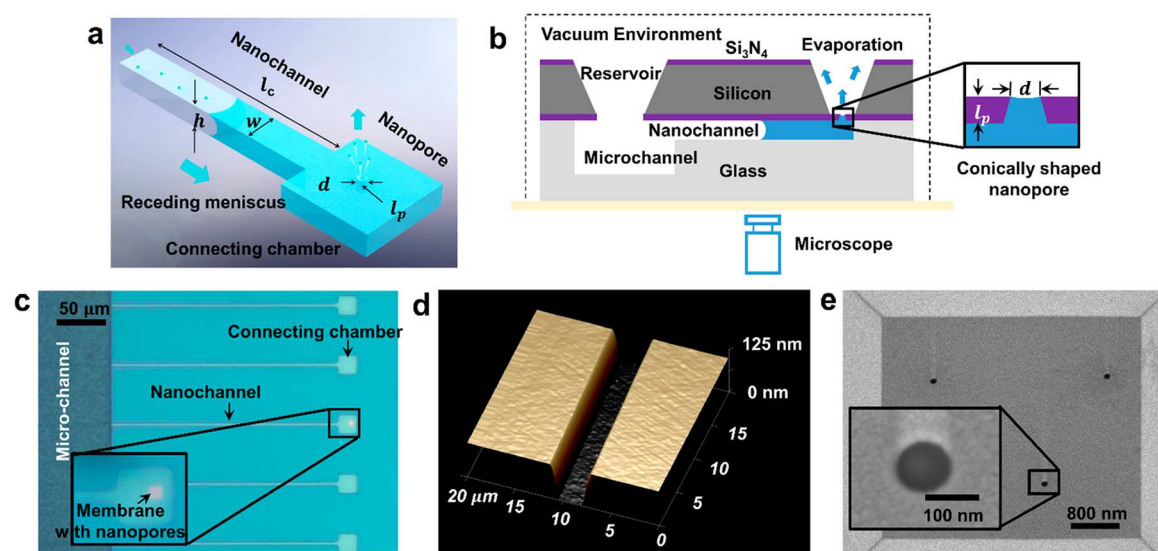 a
Nanochannel
l_c
h
w
Nanopore
d
l_p
Receding meniscus
Connecting chamber
b
Vacuum Environment
Si₃N₄
Evaporation
Reservoir
Silicon
Nanochannel
Microchannel
Glass
Microscope
d
l_p
Conically shaped
nanopore
c
50 μm
Connecting chamber
Nanochannel
Micro-channel
Membrane
with nanopores
d
125 nm
0 nm
15
10
5
0
20 μm
15
10
5
e
100 nm
800 nm